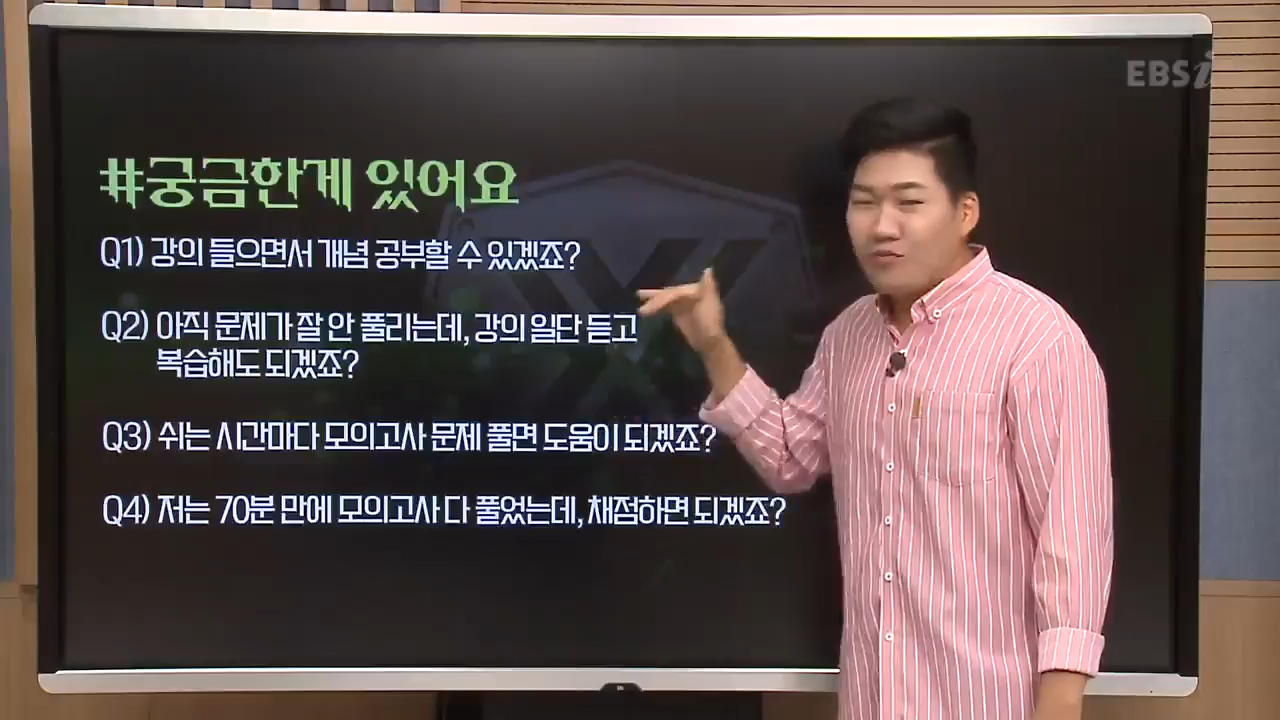 EBSi
#궁금한게 있어요
Q1) 강의 들으면서 개념 공부할 수 있겠죠?
Q2) 아직 문제가 잘 안 풀리는데, 강의 일단 듣고
복습해도 되겠죠?
Q3) 쉬는 시간마다 모의고사 문제 풀면 도움이 되겠죠?
Q4) 저는 70분 만에 모의고사 다 풀었는데, 채점하면 되겠죠?